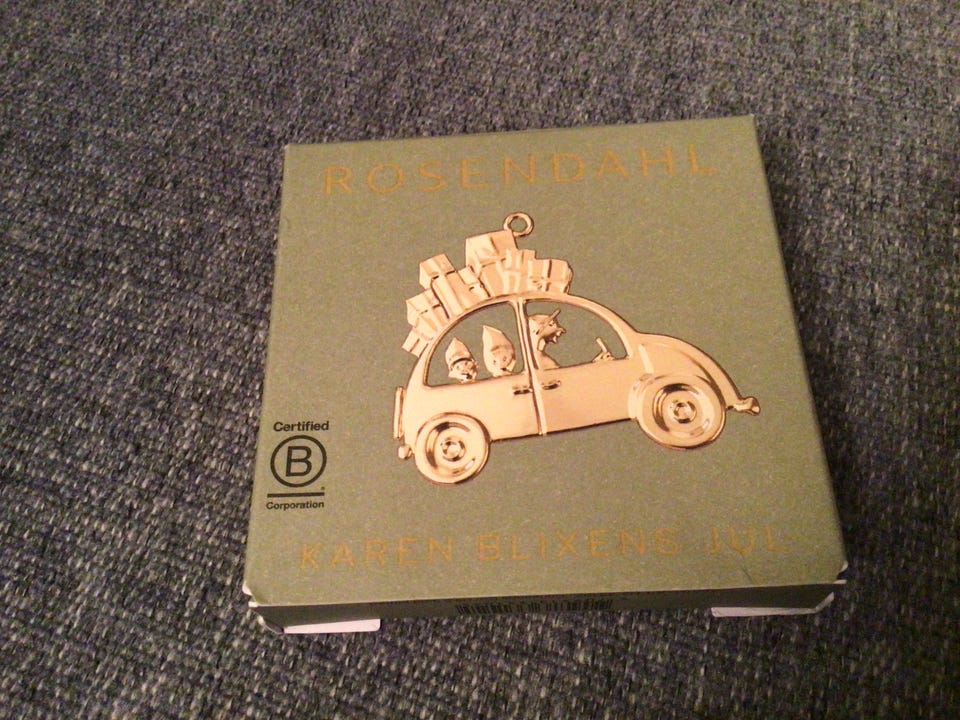 ROSENDAHL
Certified
B
Corporation
KAREN BLIXENS JUL